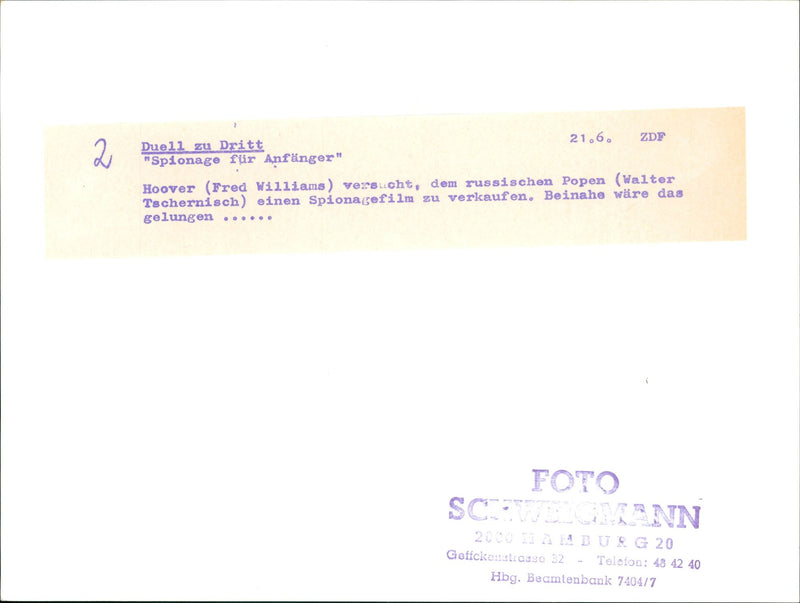 2
Duell zu Dritt 21.6. ZDF
"Spionage für Anfänger"
Hoover (Fred Williams) versucht, dem russischen Popen (Walter
Tschernisch) einen Spionagefilm zu verkaufen. Beinahe wäre das
gelungen ......
FOTO
SCHWEIGMANN
2000 HAMBURG 20
Geffckenstrasse 32 - Telefon: 48 42 40
Hbg. Beamtenbank 7404/7